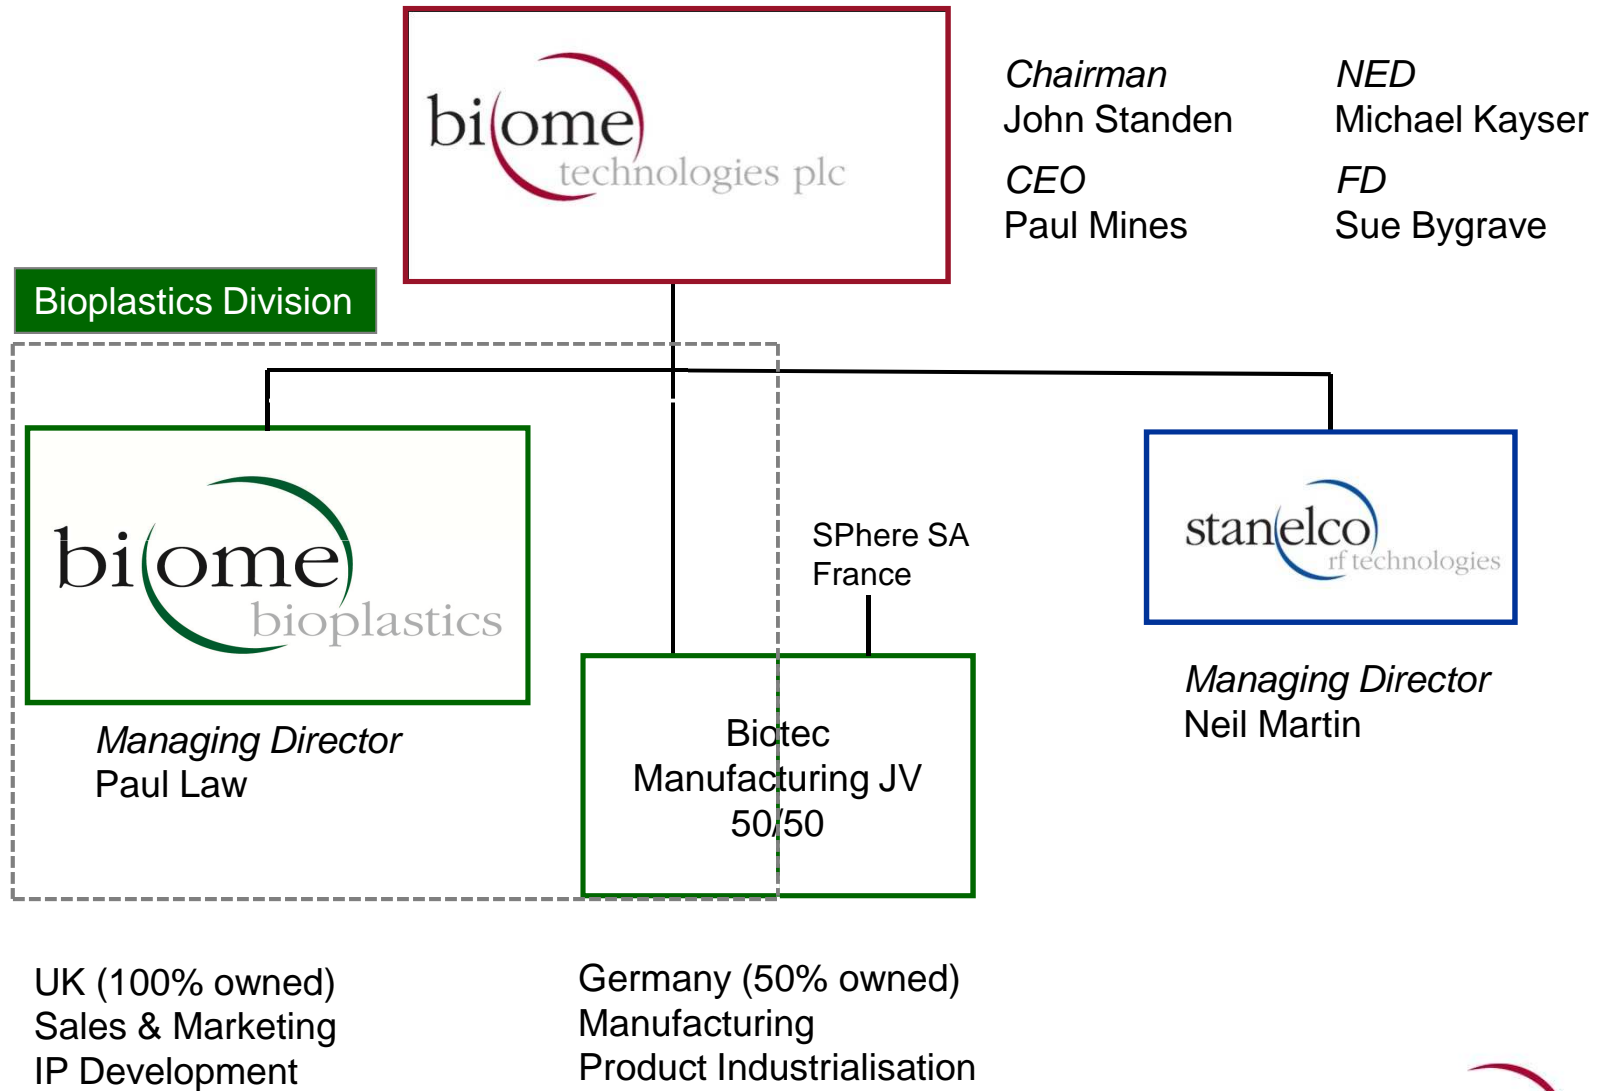 biome
technologies plc
Chairman
John Standen
CEO
Paul Mines
NED
Michael Kayser
FD
Sue Bygrave
Bioplastics Division
biome
bioplastics
Managing Director
Paul Law
SPhere SA
France
Biotec
Manufacturing JV
50/50
stanelco
rf technologies
Managing Director
Neil Martin
UK (100% owned)
Sales & Marketing
IP Development
Germany (50% owned)
Manufacturing
Product Industrialisation